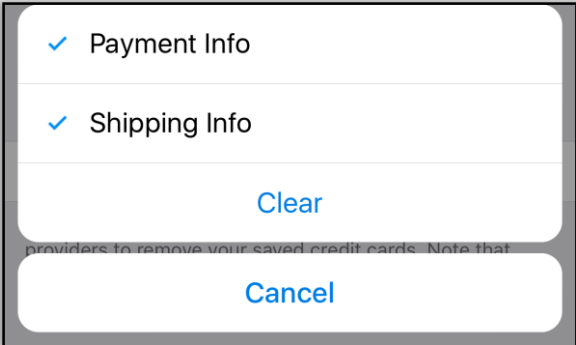 Payment Info
Shipping Info
Clear
providers to remove your saved credit cards. Note that
Cancel